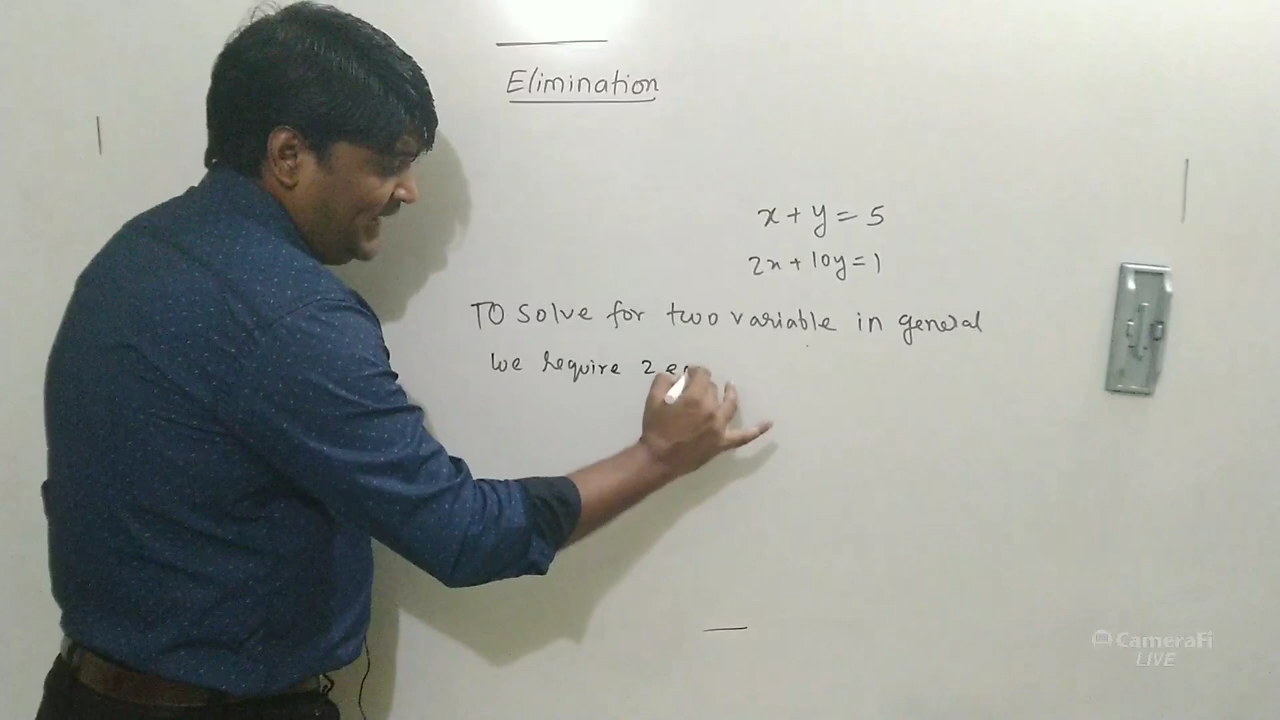 Elimination
x + y = 5
2x + 10y = 1
TO Solve for two variable in general
we require 2
CameraFi
LIVE